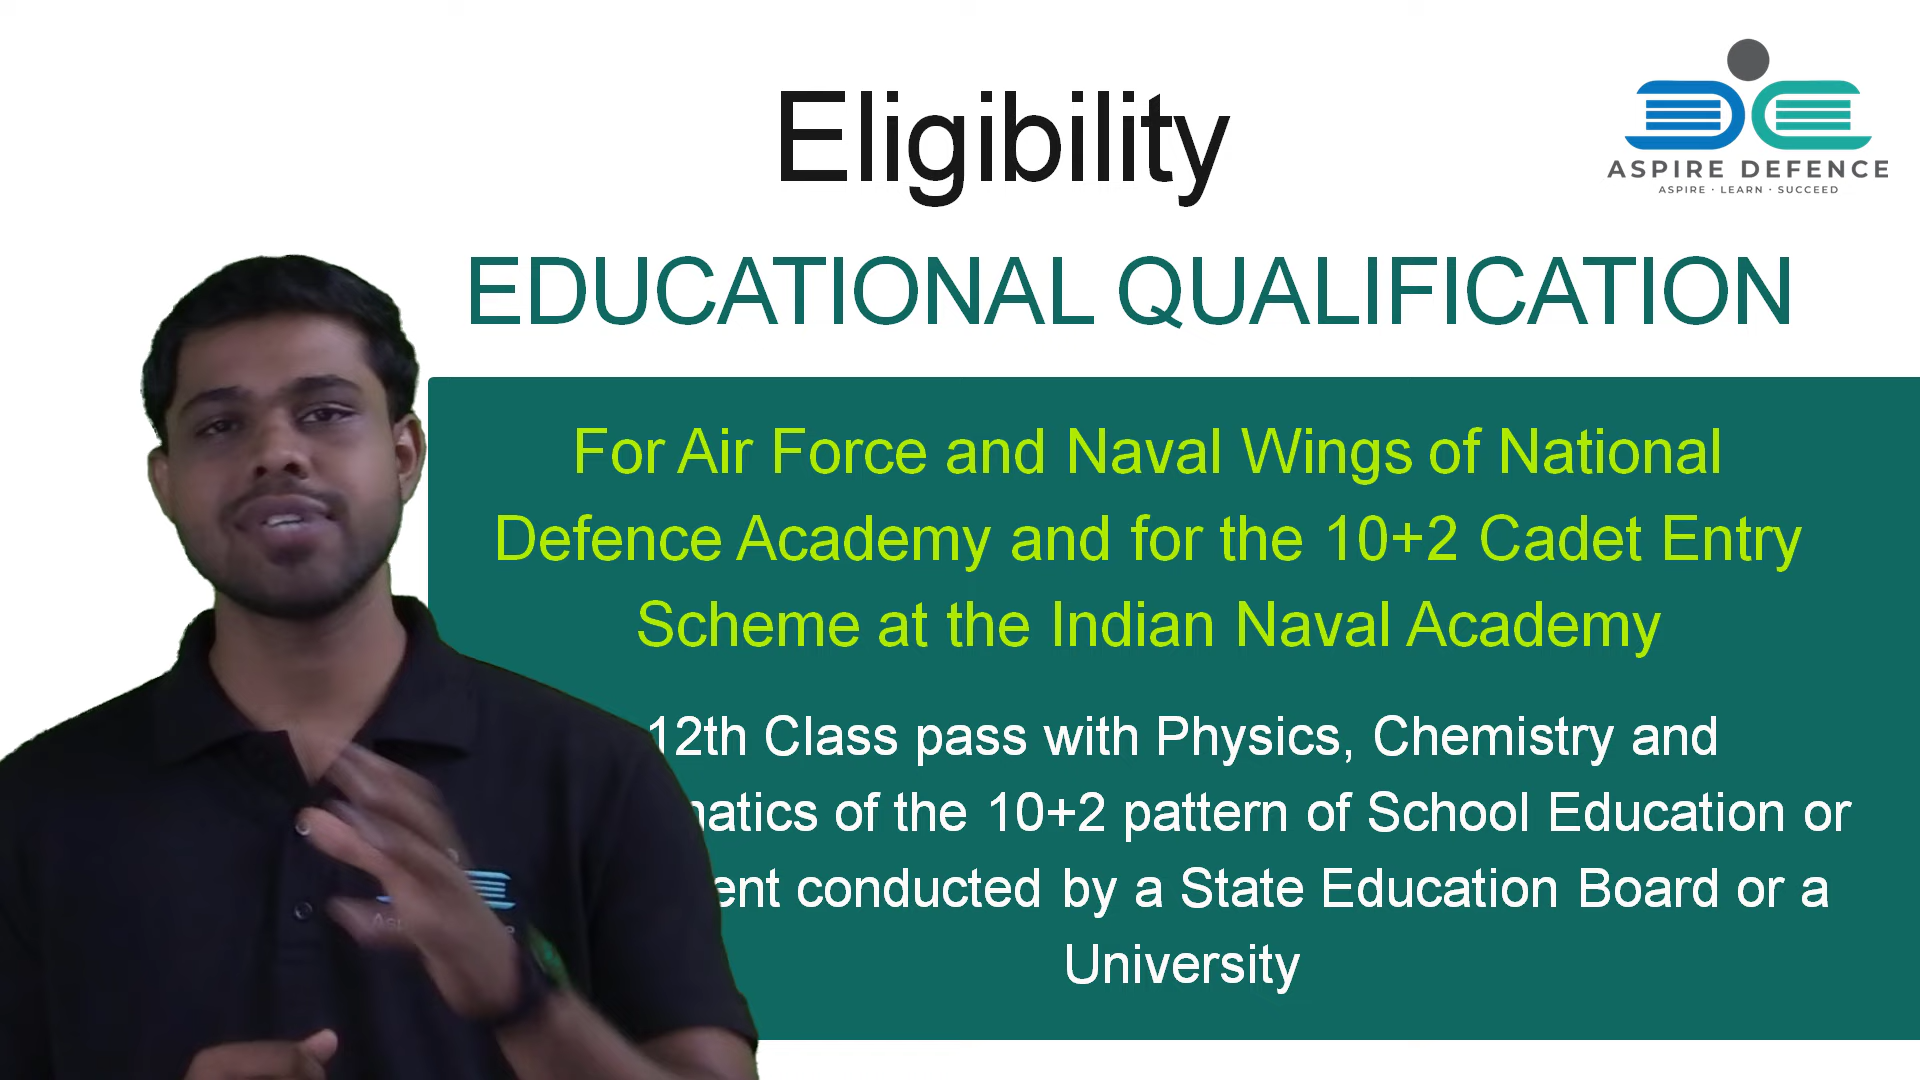 Eligibility
ASPIRE DEFENCE
ASPIRE · LEARN · SUCCEED
EDUCATIONAL QUALIFICATION
For Air Force and Naval Wings of National
Defence Academy and for the 10+2 Cadet Entry
Scheme at the Indian Naval Academy
12th Class pass with Physics, Chemistry and
of the 10+2 pattern of School Education or
conducted by a State Education Board or a
University